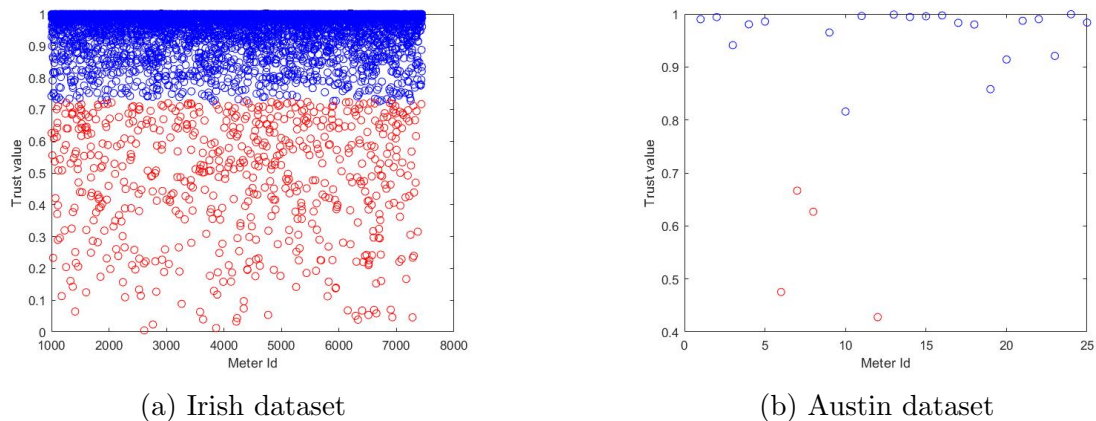 1
0.9
0.8
0.7
0.6
0.5
0.4
0.3
0.2
0.1
0
Trust value
1000 2000 3000 4000 5000 6000 7000 8000
Meter Id
(a) Irish dataset
1
0.9
0.8
0.7
0.6
0.5
0.4
Trust value
0 5 10 15 20 25
Meter Id
(b) Austin dataset